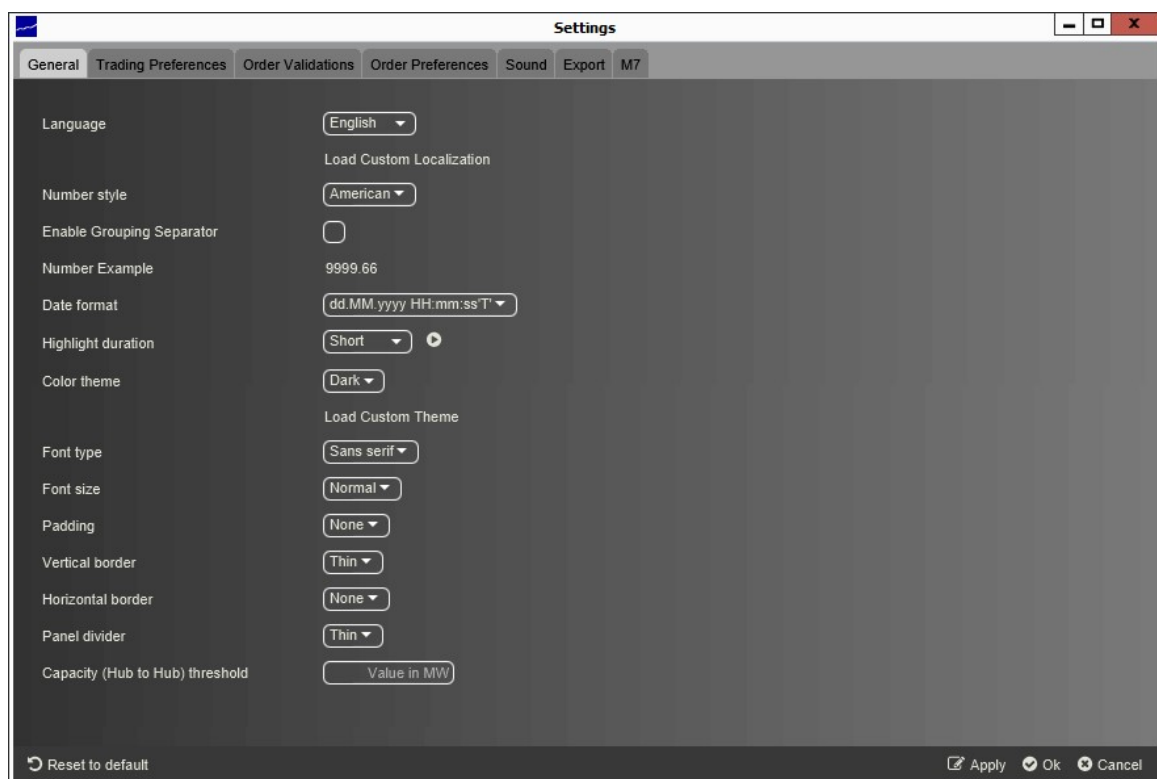 Settings
General Trading Preferences Order Validations Order Preferences Sound Export M7
Language English
Load Custom Localization
Number style American
Enable Grouping Separator
Number Example 9999.66
Date format dd.MM.yyyy HH:mm:ss'T'
Highlight duration Short
Color theme Dark
Load Custom Theme
Font type Sans serif
Font size Normal
Padding None
Vertical border Thin
Horizontal border None
Panel divider Thin
Capacity (Hub to Hub) threshold Value in MW
Reset to default Apply Ok Cancel